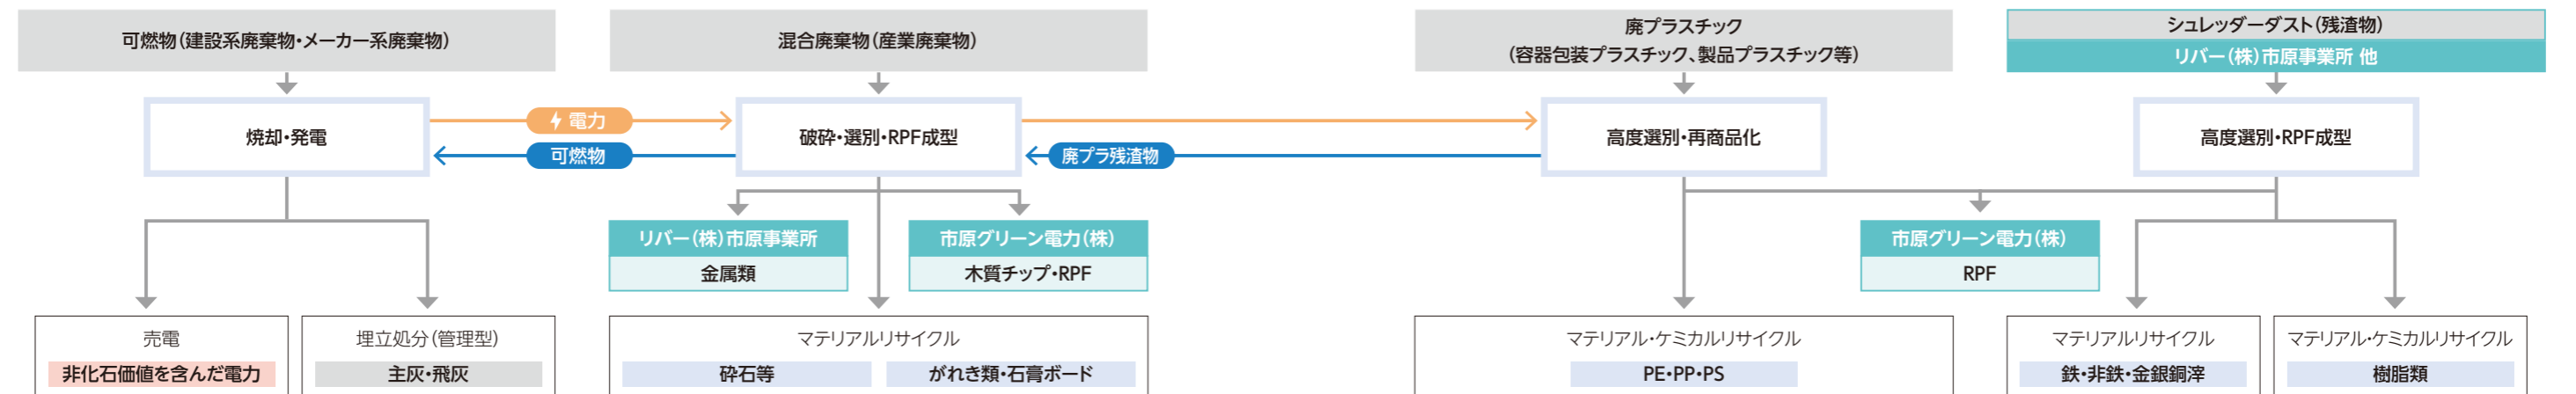 可燃物(建設系廃棄物・メーカー系廃棄物)
混合廃棄物(産業廃棄物)
廃プラスチック
(容器包装プラスチック、製品プラスチック等)
シュレッダーダスト(残渣物)
リバー(株)市原事業所 他
焼却・発電
電力
可燃物
破砕・選別・RPF成型
廃プラ残渣物
高度選別・再商品化
高度選別・RPF成型
リバー(株)市原事業所
金属類
市原グリーン電力(株)
木質チップ・RPF
市原グリーン電力(株)
RPF
売電
非化石価値を含んだ電力
埋立処分(管理型)
主灰・飛灰
マテリアルリサイクル
砕石等
がれき類・石膏ボード
マテリアル・ケミカルリサイクル
PE・PP・PS
マテリアルリサイクル
鉄・非鉄・金銀銅滓
マテリアル・ケミカルリサイクル
樹脂類